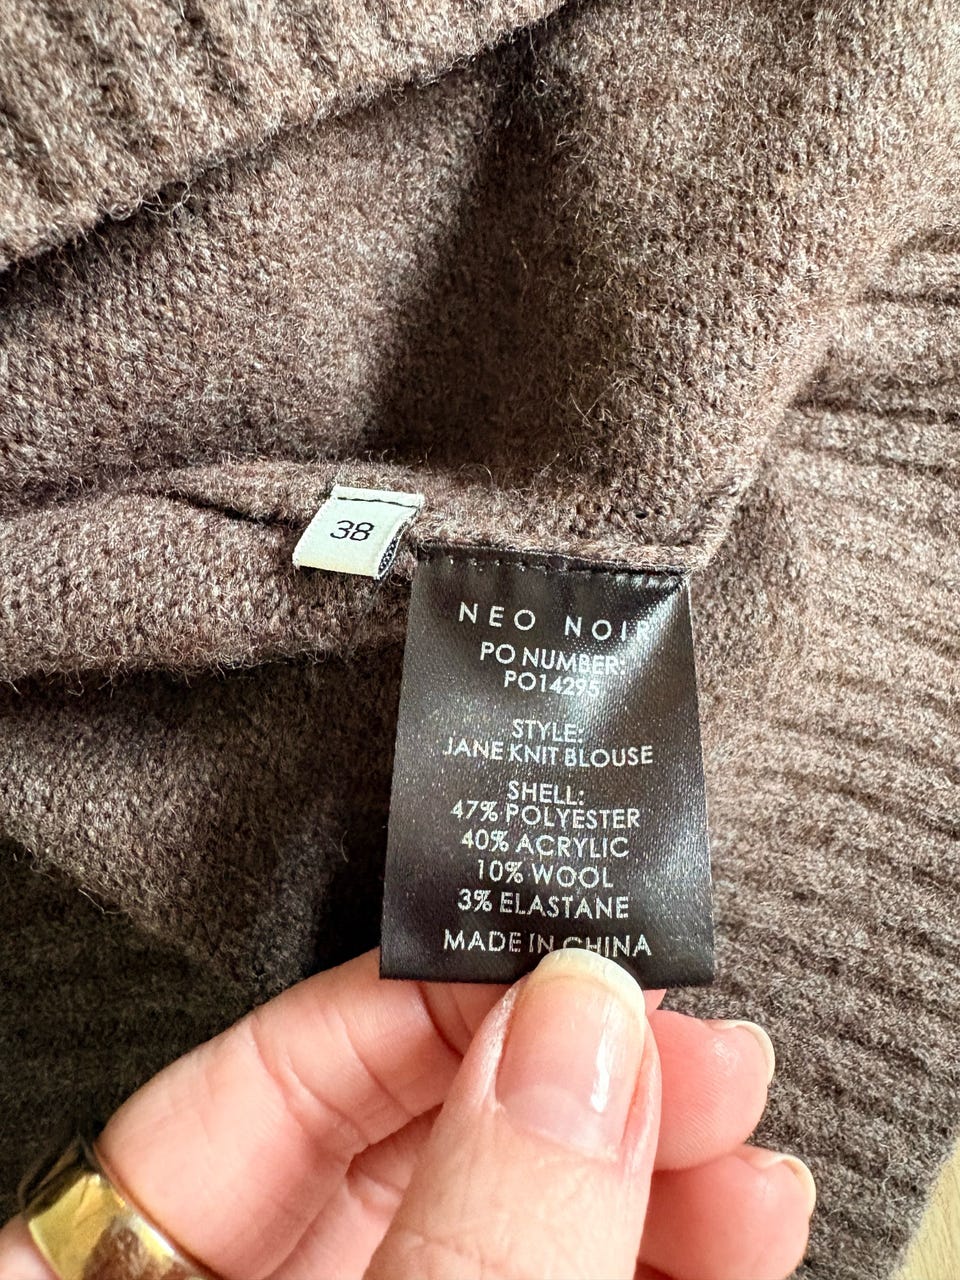 38
NEO NOIR
PO NUMBER:
PO14295
STYLE:
JANE KNIT BLOUSE
SHELL:
47% POLYESTER
40% ACRYLIC
10% WOOL
3% ELASTANE
MADE IN CHINA